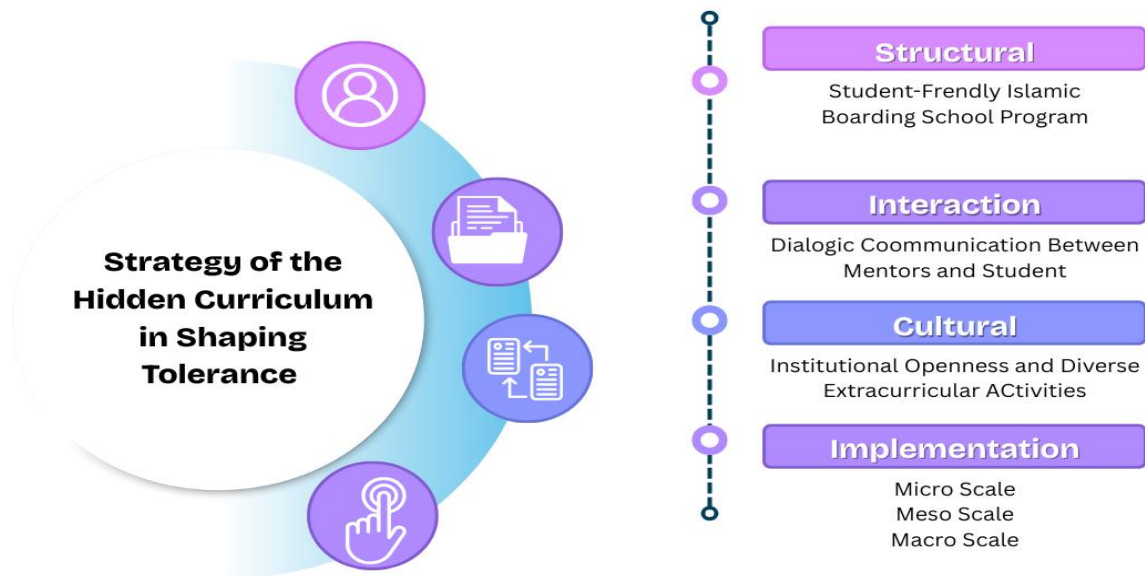 Strategy of the
Hidden Curriculum
in Shaping
Tolerance
Structural
Student-Frendly Islamic
Boarding School Program
Interaction
Dialogic Coommunication Between
Mentors and Student
Cultural
Institutional Openness and Diverse
Extracurricular ACtivities
Implementation
Micro Scale
Meso Scale
Macro Scale